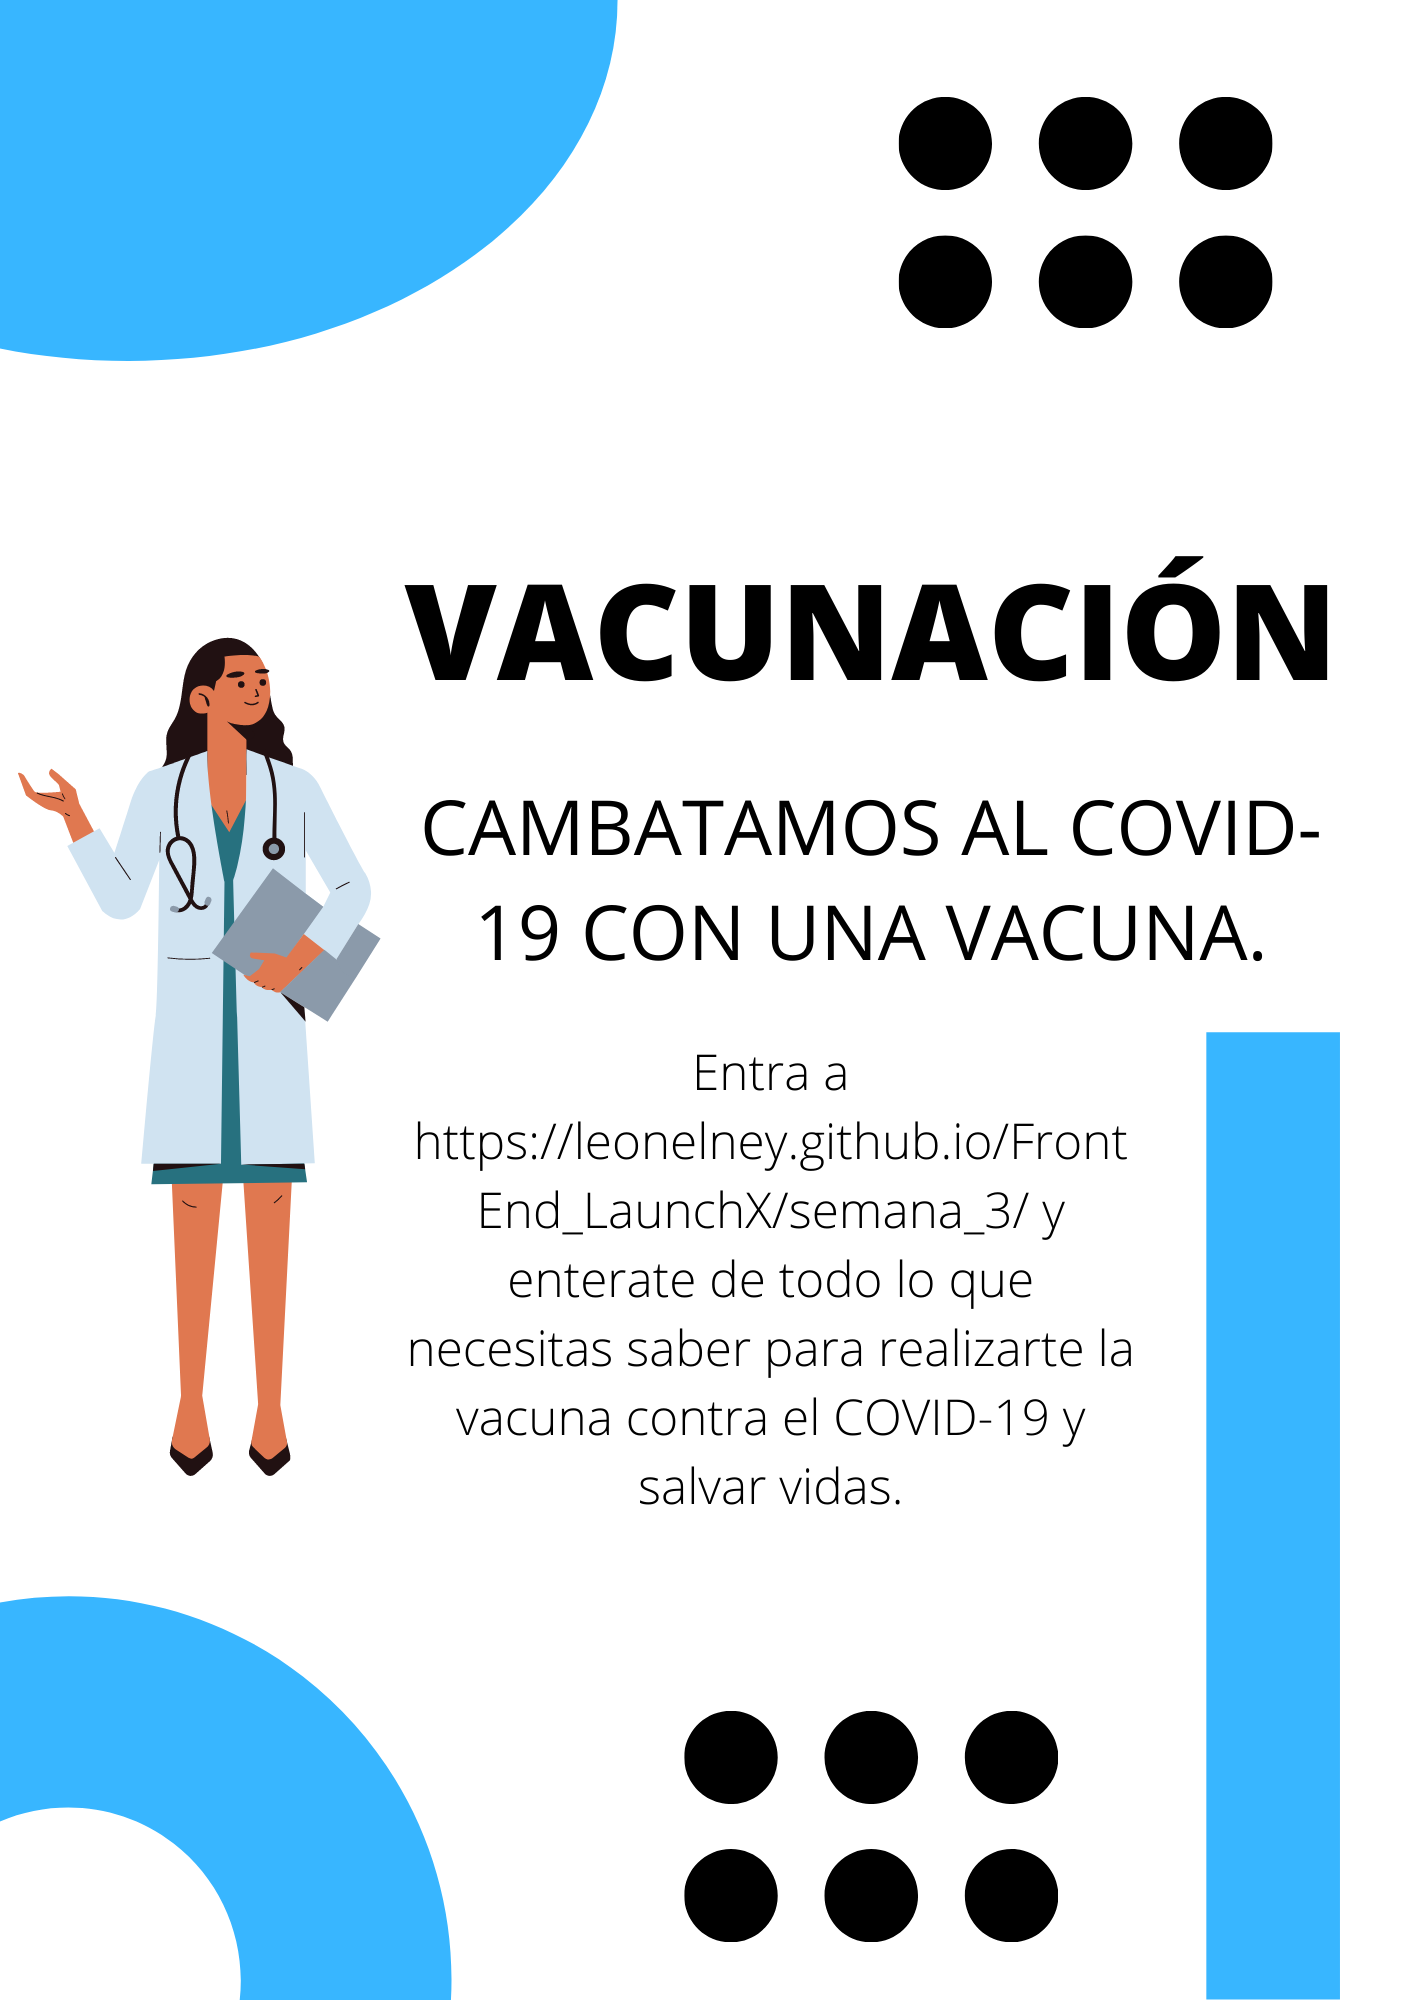 VACUNACIÓN
CAMBATAMOS AL COVID-
19 CON UNA VACUNA.
Entra a
https://leonelney.github.io/Front
End_LaunchX/semana_3/ y
enterate de todo lo que
necesitas saber para realizarte la
vacuna contra el COVID-19 y
salvar vidas.